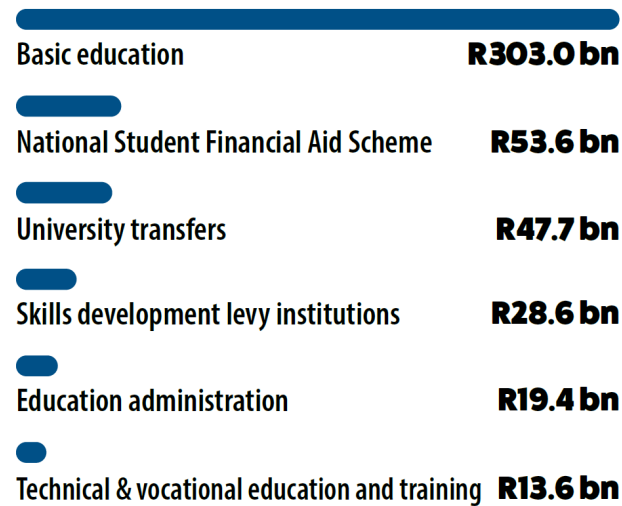 Basic education R303.0 bn
National Student Financial Aid Scheme R53.6 bn
University transfers R47.7 bn
Skills development levy institutions R28.6 bn
Education administration R19.4 bn
Technical & vocational education and training R13.6 bn